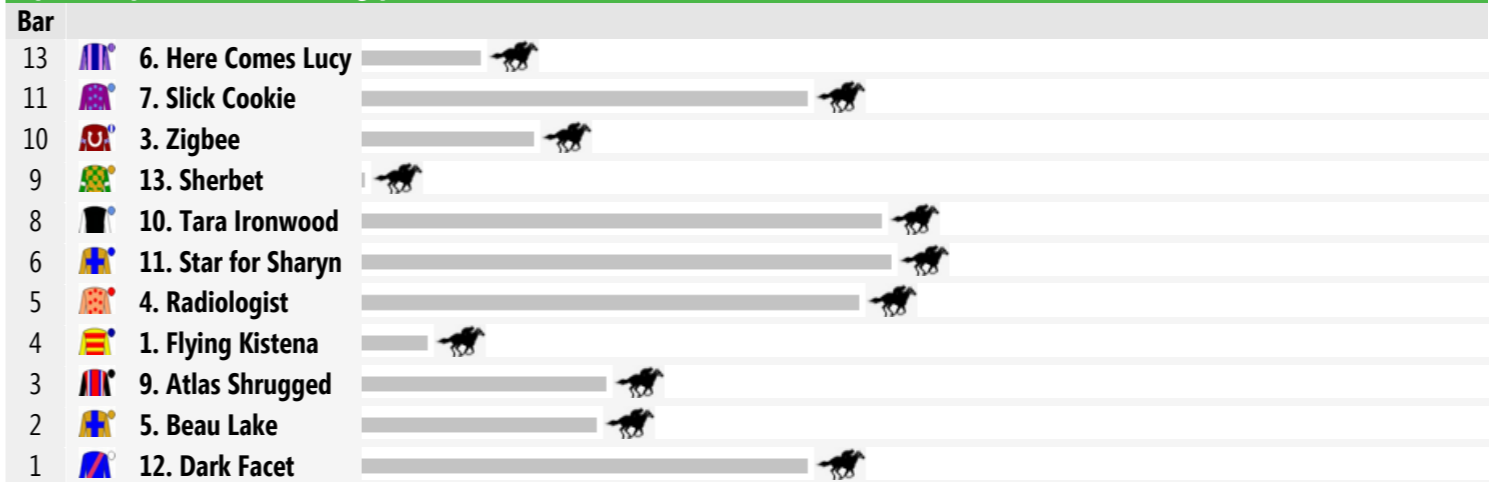 Bar
13 6. Here Comes Lucy
11 7. Slick Cookie
10 3. Zigbee
9 13. Sherbet
8 10. Tara Ironwood
6 11. Star for Sharyn
5 4. Radiologist
4 1. Flying Kistena
3 9. Atlas Shrugged
2 5. Beau Lake
1 12. Dark Facet